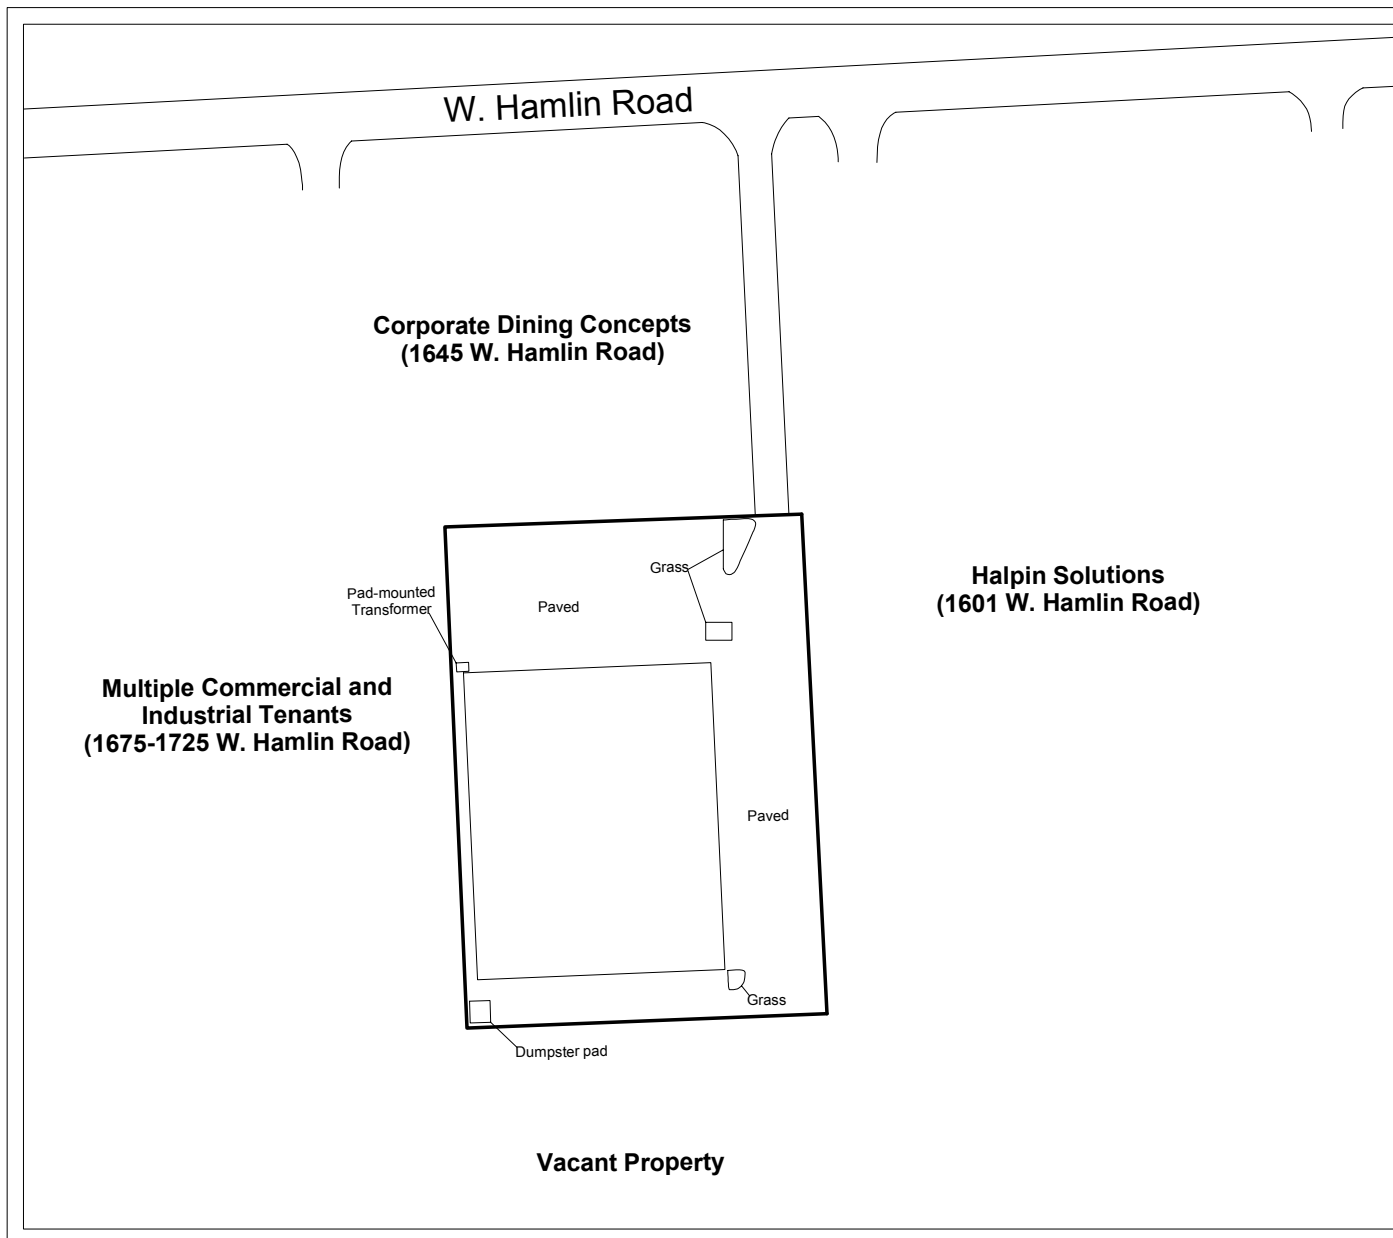 W. Hamlin Road
Corporate Dining Concepts
(1645 W. Hamlin Road)
Grass
Halpin Solutions
(1601 W. Hamlin Road)
Pad-mounted
Transformer
Paved
Multiple Commercial and
Industrial Tenants
(1675-1725 W. Hamlin Road)
Paved
Grass
Dumpster pad
Vacant Property